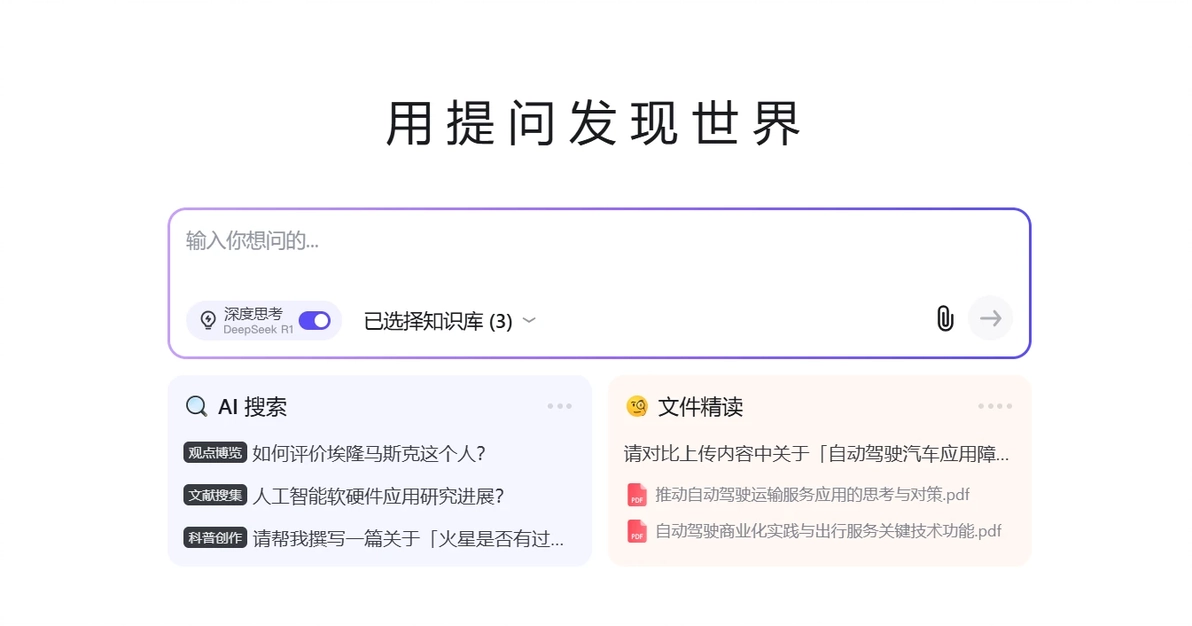 用提问发现世界
输入你想问的...
深度思考
DeepSeek R1
已选择知识库 (3)
AI 搜索
观点博览 如何评价埃隆马斯克这个人?
文献搜集 人工智能软硬件应用研究进展?
科普创作 请帮我撰写一篇关于「火星是否有过...
文件精读
请对比上传内容中关于「自动驾驶汽车应用障...
PDF 推动自动驾驶运输服务应用的思考与对策.pdf
PDF 自动驾驶商业化实践与出行服务关键技术功能.pdf